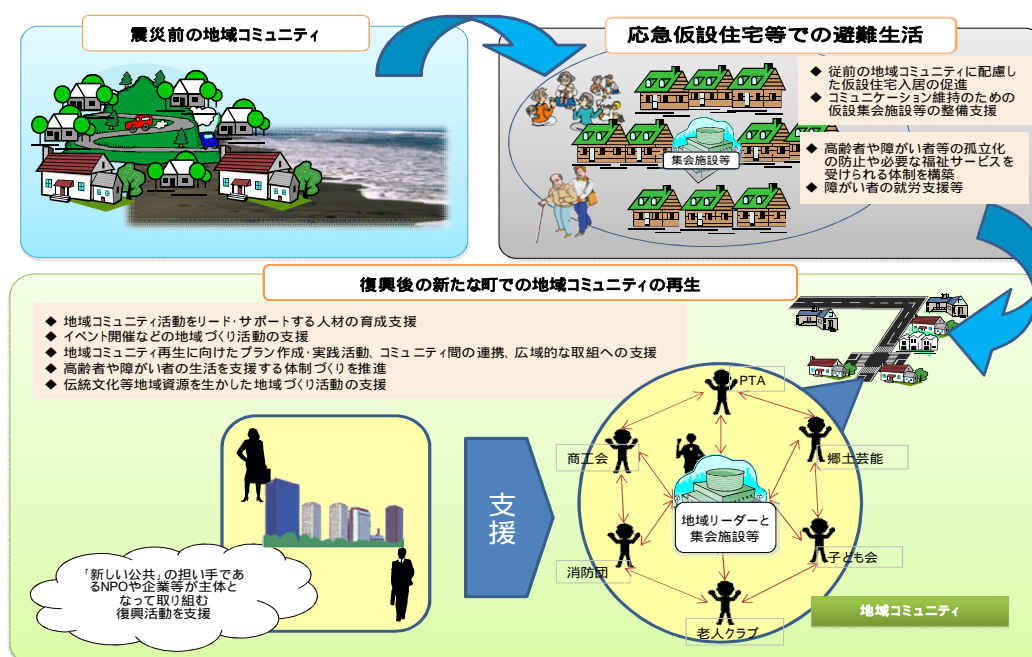 震災前の地域コミュニティ
応急仮設住宅等での避難生活
◆ 従前の地域コミュニティに配慮し
た仮設住宅入居の促進
◆ コミュニケーション維持のための
仮設集会施設等の整備支援
◆ 高齢者や障がい者等の孤立化
の防止や必要な福祉サービスを
受けられる体制を構築
◆ 障がい者の就労支援等
集会施設等
復興後の新たな町での地域コミュニティの再生
◆ 地域コミュニティ活動をリード・サポートする人材の育成支援
◆ イベント開催などの地域づくり活動の支援
◆ 地域コミュニティ再生に向けたプラン作成・実践活動、コミュニティ間の連携、広域的な取組への支援
◆ 高齢者や障がい者の生活を支援する体制づくりを推進
◆ 伝統文化等地域資源を生かした地域づくり活動の支援
「新しい公共」の担い手であ
るNPOや企業等が主体と
なって取り組む
復興活動を支援
支援
PTA
商工会
郷土芸能
地域リーダーと
集会施設等
消防団
子ども会
老人クラブ
地域コミュニティ